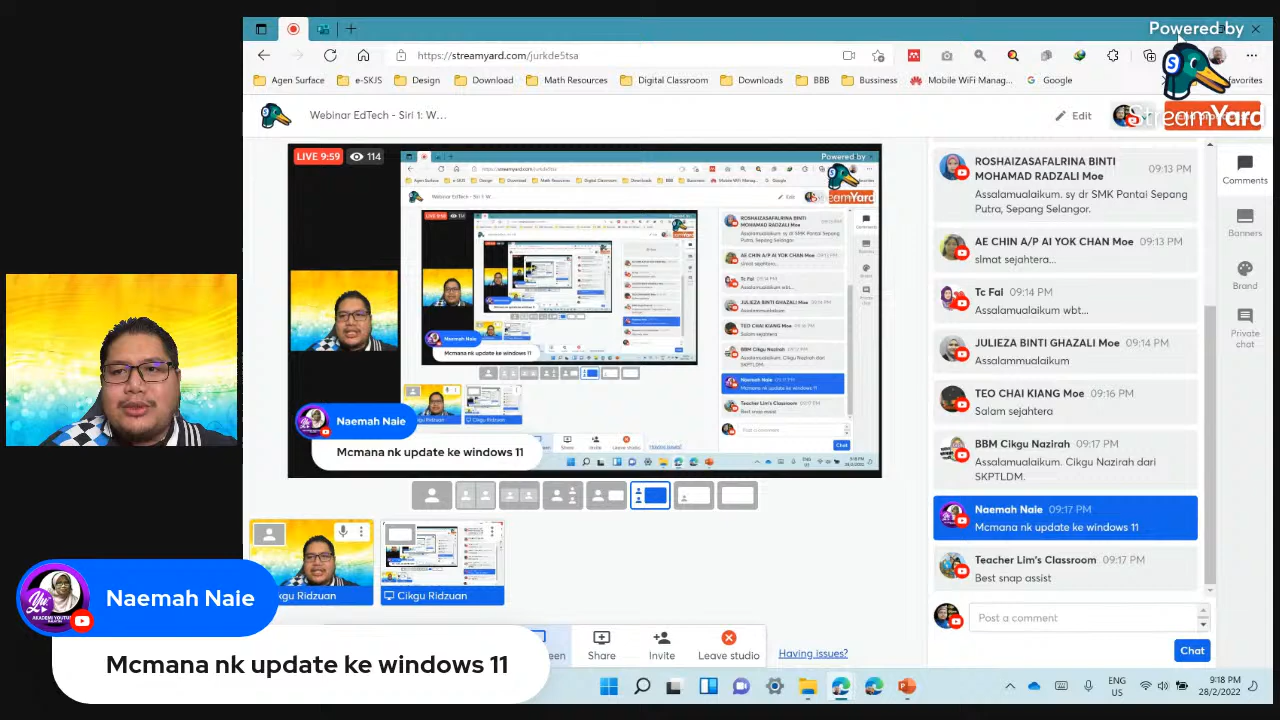 Powered by
StreamYard
https://streamyard.com/jurkde5tsa
Agen Surface
e-SKJS
Design
Download
Math Resources
Digital Classroom
Downloads
BBB
Bussiness
Mobile WiFi Manag...
Google
favorites
Webinar EdTech - Siri 1: W...
Edit
LIVE 9:59
114
ROSHAIZASAFALRINA BINTI
MOHAMAD RADZALI Moe
09:13 PM
Assalamualaikum. sy dr SMK Pantai Sepang
Putra, Sepang Selangor.
AE CHIN A/P AI YOK CHAN Moe 09:13 PM
slmat sejahtera...
Tc Fai 09:14 PM
Assalamualaikum wbt...
JULIEZA BINTI GHAZALI Moe 09:14 PM
Assalamualaikum
TEO CHAI KIANG Moe 09:16 PM
Salam sejahtera
BBM Cikgu Nazirah 09:17 PM
Assalamualaikum. Cikgu Nazirah dari
SKPTLDM.
Naemah Naie 09:17 PM
Mcmana nk update ke windows 11
Teacher Lim's Classroom
Best snap assist
Post a comment
Chat
Comments
Banners
Brand
Private
chat
Naemah Naie
Mcmana nk update ke windows 11
Cikgu Ridzuan
Share
Invite
Leave studio
Having issues?
Naemah Naie
Mcmana nk update ke windows 11
ENG
US
9:18 PM
28/2/2022